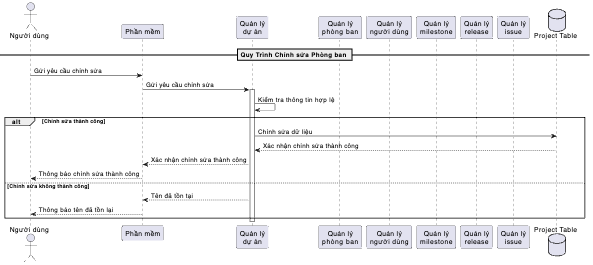 Người dùng
Phần mềm
Quản lý
dự án
Quản lý
phòng ban
Quản lý
người dùng
Quản lý
milestone
Quản lý
release
Quản lý
issue
Project Table
Quy Trình Chỉnh sửa Phòng ban
Gửi yêu cầu chỉnh sửa
Gửi yêu cầu chỉnh sửa
Kiểm tra thông tin hợp lệ
alt [Chỉnh sửa thành công]
Chỉnh sửa dữ liệu
Xác nhận chỉnh sửa thành công
Xác nhận chỉnh sửa thành công
Thông báo chỉnh sửa thành công
[Chỉnh sửa không thành công]
Tên đã tồn tại
Thông báo tên đã tồn tại
Người dùng
Phần mềm
Quản lý
dự án
Quản lý
phòng ban
Quản lý
người dùng
Quản lý
milestone
Quản lý
release
Quản lý
issue
Project Table